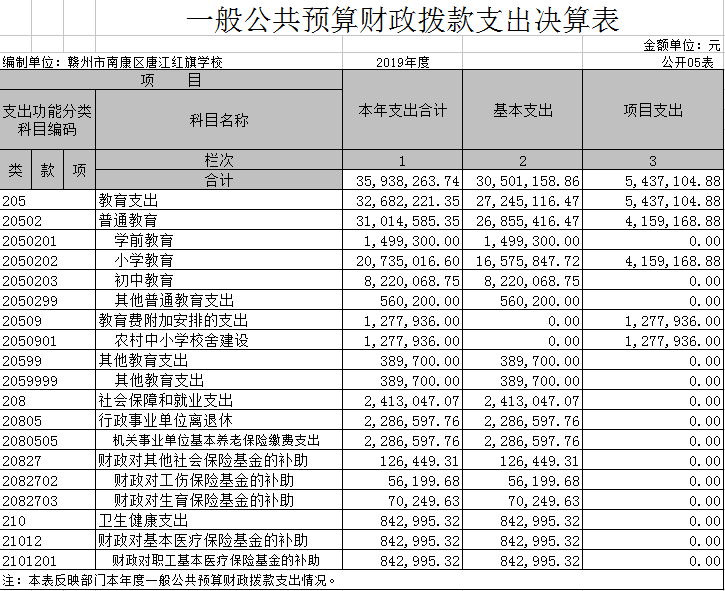 一般公共预算财政拨款支出决算表
金额单位：元
编制单位：赣州市南康区唐江红旗学校 2019年度 公开05表
项 目 本年支出合计 基本支出 项目支出
支出功能分类科目编码 科目名称
类 款 项 栏次 1 2 3
合计 35,938,263.74 30,501,158.86 5,437,104.88
205 教育支出 32,682,221.35 27,245,116.47 5,437,104.88
20502 普通教育 31,014,585.35 26,855,416.47 4,159,168.88
2050201 学前教育 1,499,300.00 1,499,300.00 0.00
2050202 小学教育 20,735,016.60 16,575,847.72 4,159,168.88
2050203 初中教育 8,220,068.75 8,220,068.75 0.00
2050299 其他普通教育支出 560,200.00 560,200.00 0.00
20509 教育费附加安排的支出 1,277,936.00 0.00 1,277,936.00
2050901 农村中小学校舍建设 1,277,936.00 0.00 1,277,936.00
20599 其他教育支出 389,700.00 389,700.00 0.00
2059999 其他教育支出 389,700.00 389,700.00 0.00
208 社会保障和就业支出 2,413,047.07 2,413,047.07 0.00
20805 行政事业单位离退休 2,286,597.76 2,286,597.76 0.00
2080505 机关事业单位基本养老保险缴费支出 2,286,597.76 2,286,597.76 0.00
20827 财政对其他社会保险基金的补助 126,449.31 126,449.31 0.00
2082702 财政对工伤保险基金的补助 56,199.68 56,199.68 0.00
2082703 财政对生育保险基金的补助 70,249.63 70,249.63 0.00
210 卫生健康支出 842,995.32 842,995.32 0.00
21012 财政对基本医疗保险基金的补助 842,995.32 842,995.32 0.00
2101201 财政对职工基本医疗保险基金的补助 842,995.32 842,995.32 0.00
注：本表反映部门本年度一般公共预算财政拨款支出情况。